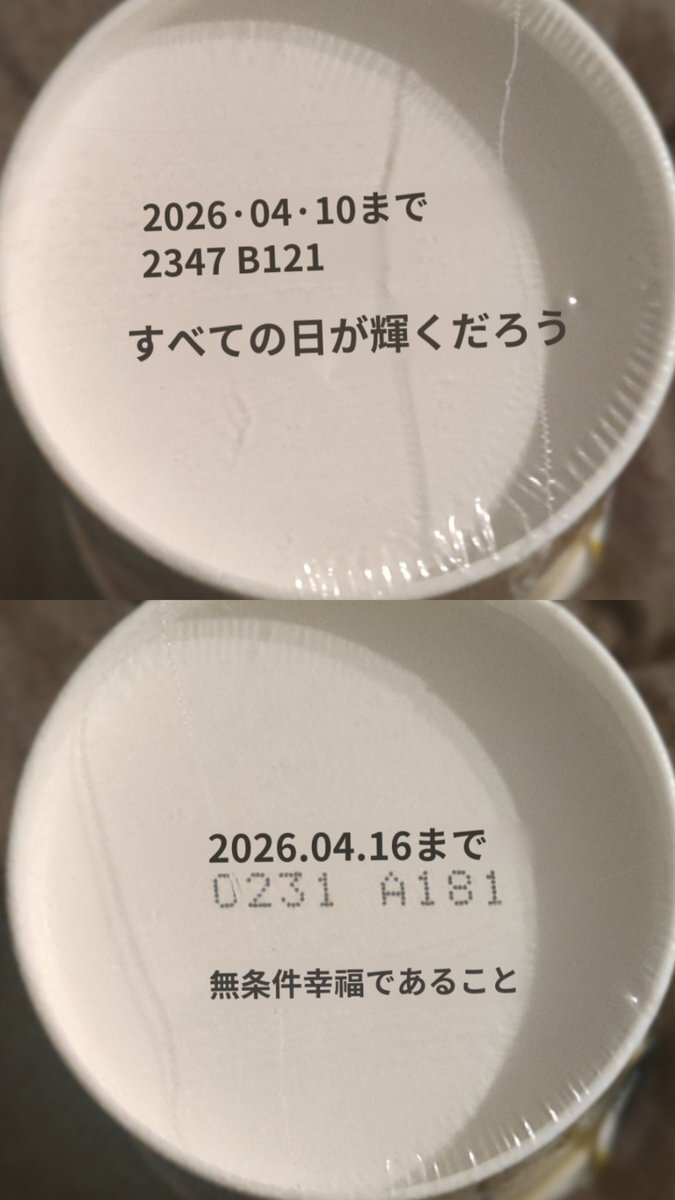 2026·04·10まで
2347 B121
すべての日が輝くだろう
2026.04.16まで
0231 A181
無条件幸福であること